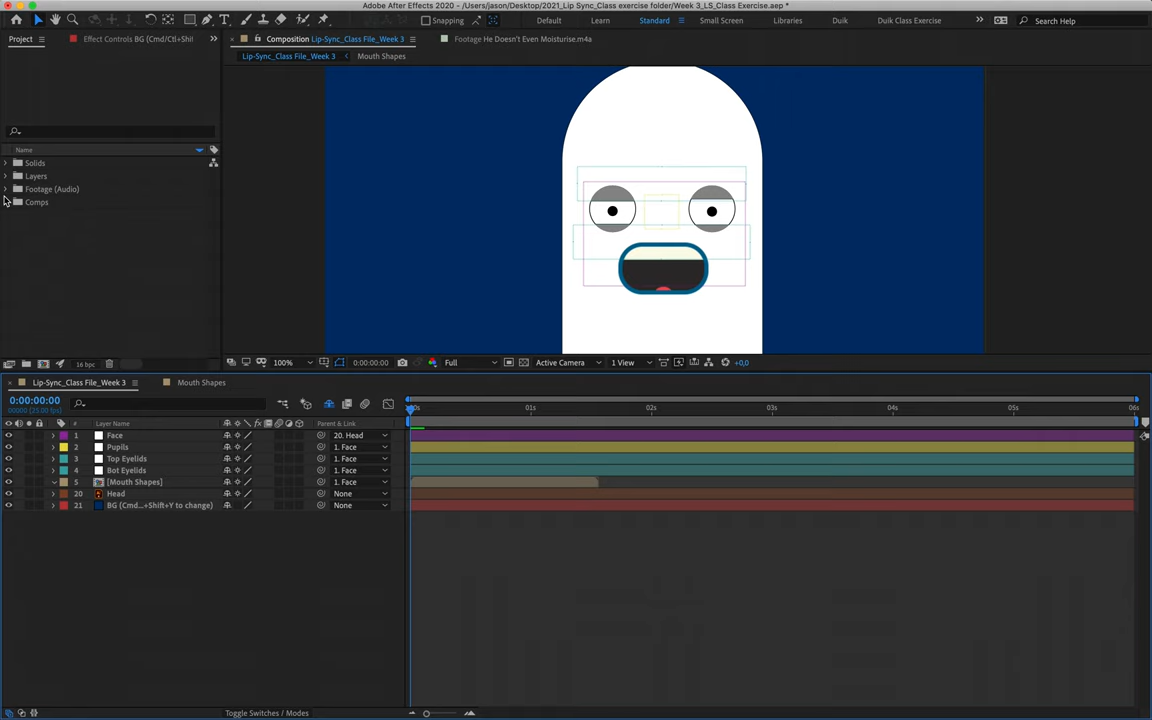 Adobe After Effects 2020 - /Users/jason/Desktop/2021_Lip Sync_Class exercise folder/Week 3_LS_Class Exercise.aep *
Snapping
Default
Learn
Standard
Small Screen
Libraries
Duik
Duik Class Exercise
Search Help
Project
Effect Controls BG (Cmd/Ctl+Shi
Composition Lip-Sync_Class File_Week 3
Footage He Doesn't Even Moisturise.m4a
Lip-Sync_Class File_Week 3
Mouth Shapes
Name
Solids
Layers
Footage (Audio)
Comps
16 bpc
100%
0:00:00:00
Full
Active Camera
1 View
+0,0
Lip-Sync_Class File_Week 3
Mouth Shapes
0:00:00:00
00000 (25.00 fps)
01s
02s
03s
04s
05s
06s
#
Layer Name
Parent & Link
1 Face 20. Head
2 Pupils 1. Face
3 Top Eyelids 1. Face
4 Bot Eyelids 1. Face
5 [Mouth Shapes] 1. Face
20 Head None
21 BG (Cmd...+Shift+Y to change) None
Toggle Switches / Modes